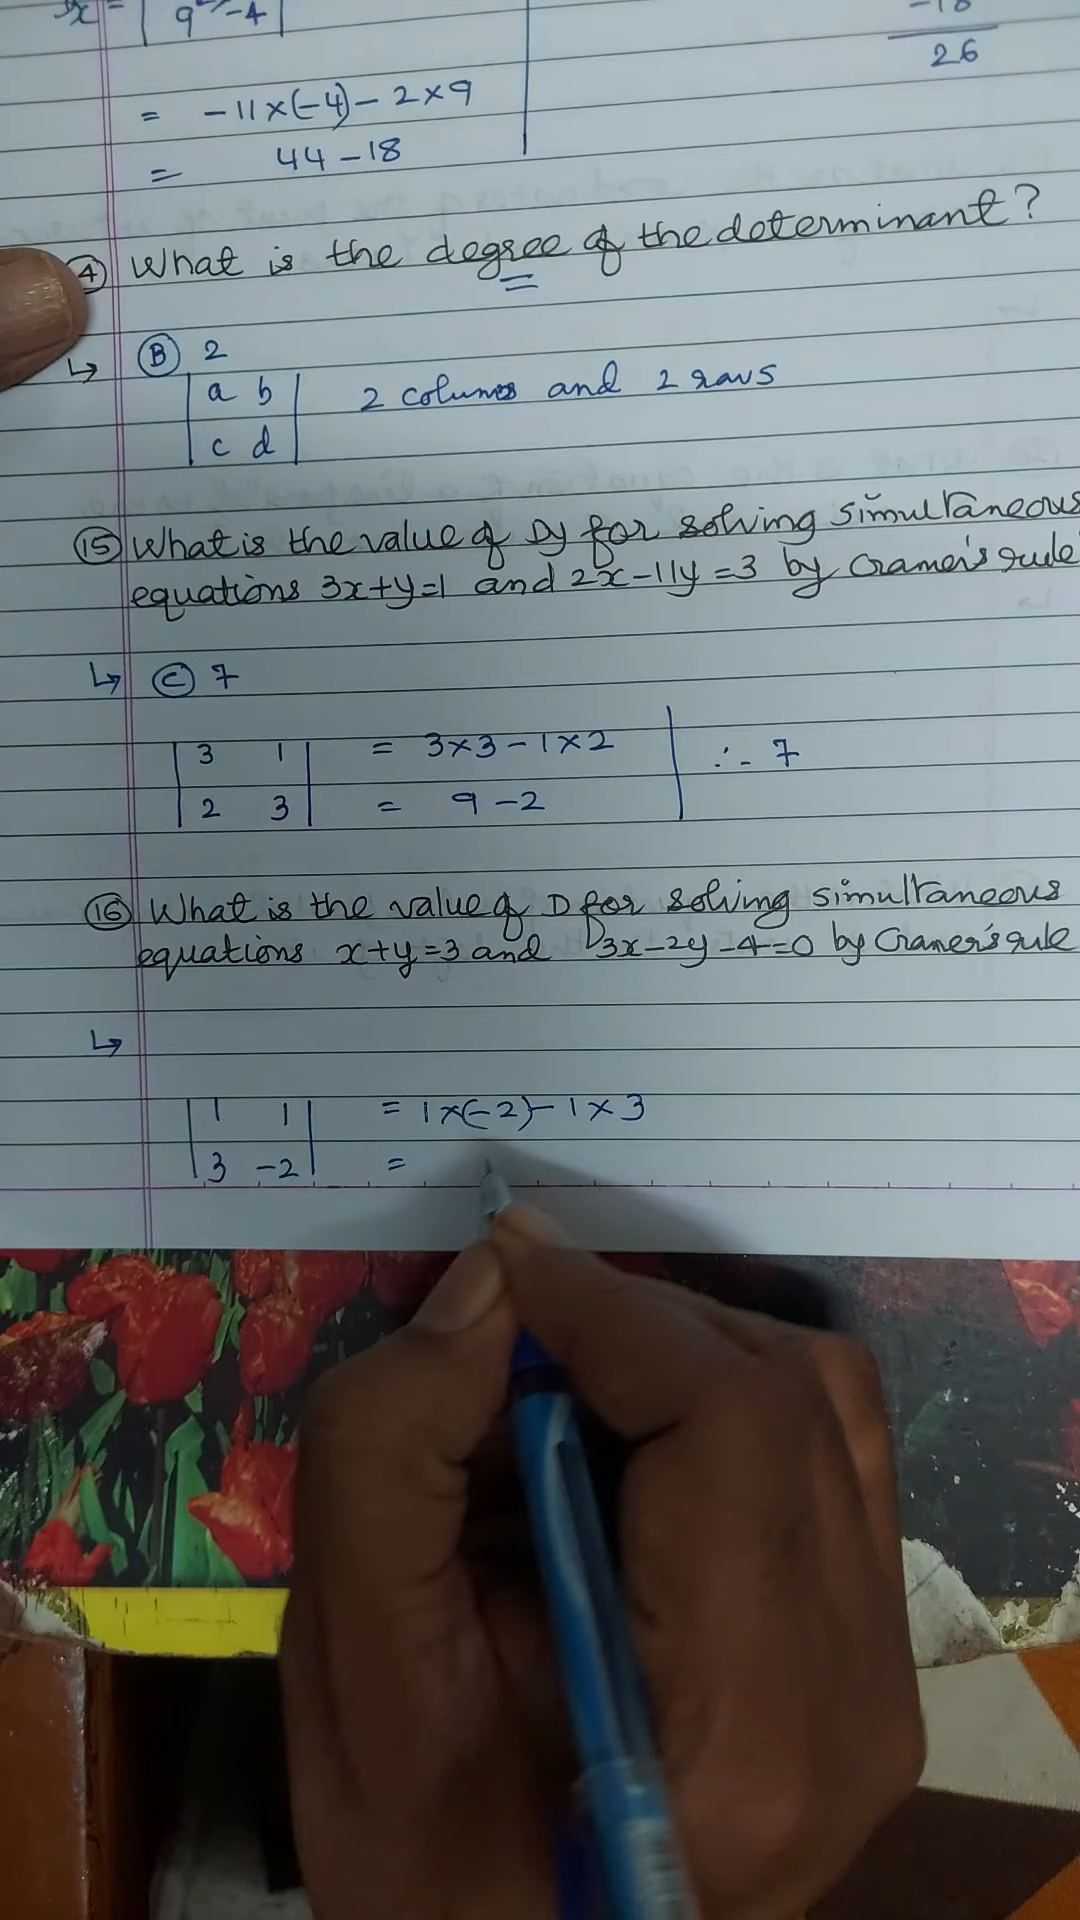 x = | 9 -4 |
-18
26
= -11×(-4) - 2×9
= 44 - 18
4 What is the degree of the determinant?
↳ B 2
| a b | 2 columns and 2 raws
| c d |
15 What is the value of Dy for solving simultaneous
equations 3x+y=1 and 2x-11y=3 by Cramer's rule
↳ C 7
| 3 1 | = 3×3-1×2 ∴ 7
| 2 3 | = 9-2
16 What is the value of D for solving simultaneous
equations x+y=3 and 3x-2y-4=0 by Cramer's rule
↳
| 1 1 | = 1×(-2)-1×3
| 3 -2 | =